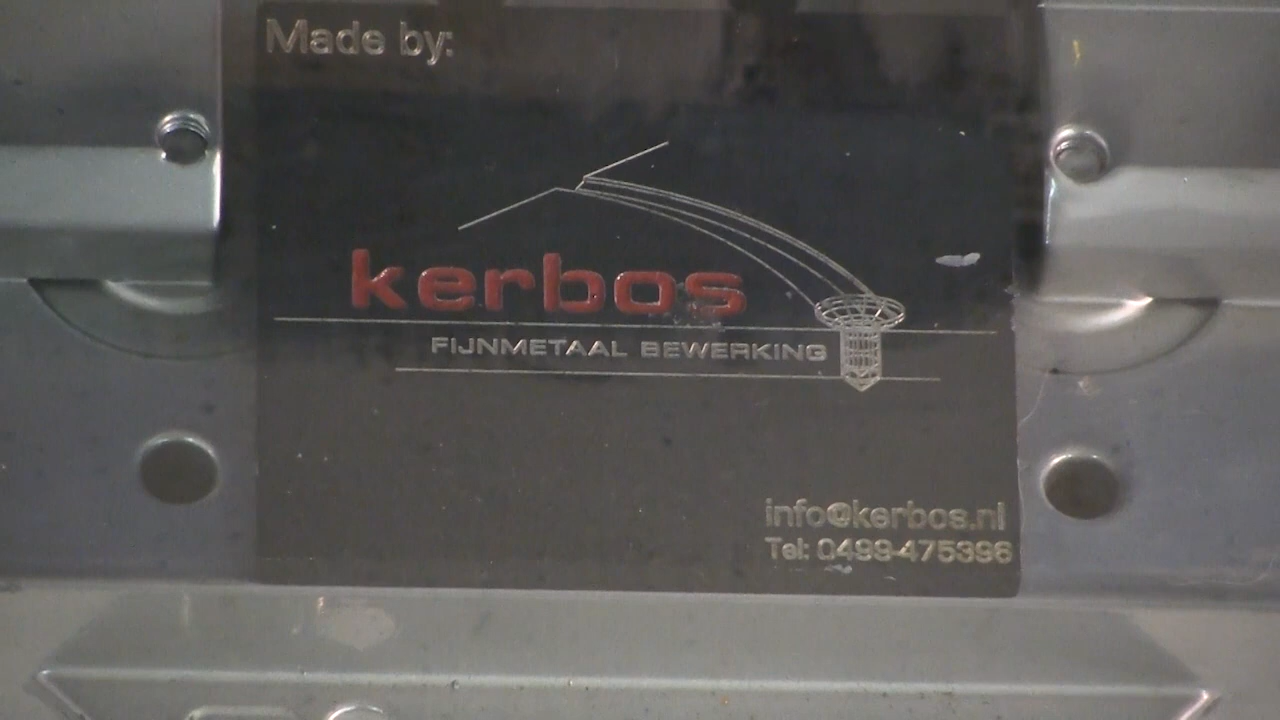 Made by:
kerbos
FIJNMETAAL BEWERKING
info@kerbos.nl
Tel: 0499-475396